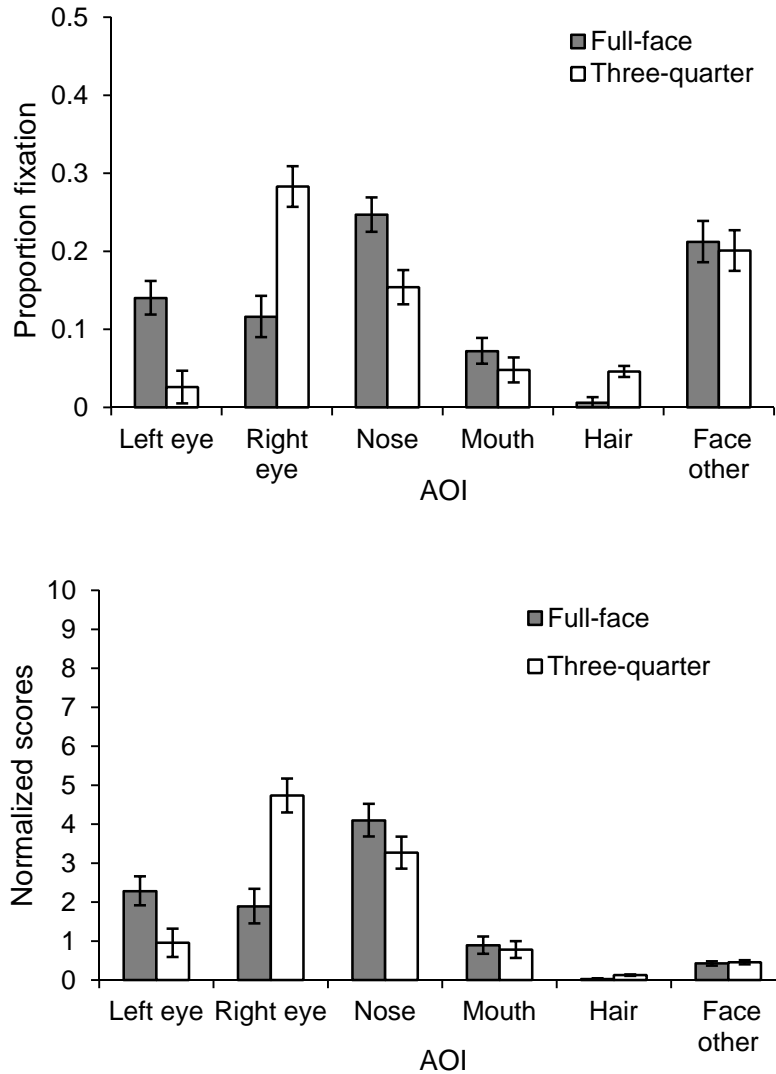 0.5
0.4
0.3
0.2
0.1
0
Proportion fixation
Full-face
Three-quarter
Left eye
Right
eye
Nose
Mouth
Hair
Face
other
AOI
10
9
8
7
6
5
4
3
2
1
0
Normalized scores
Full-face
Three-quarter
Left eye
Right eye
Nose
Mouth
Hair
Face
other
AOI